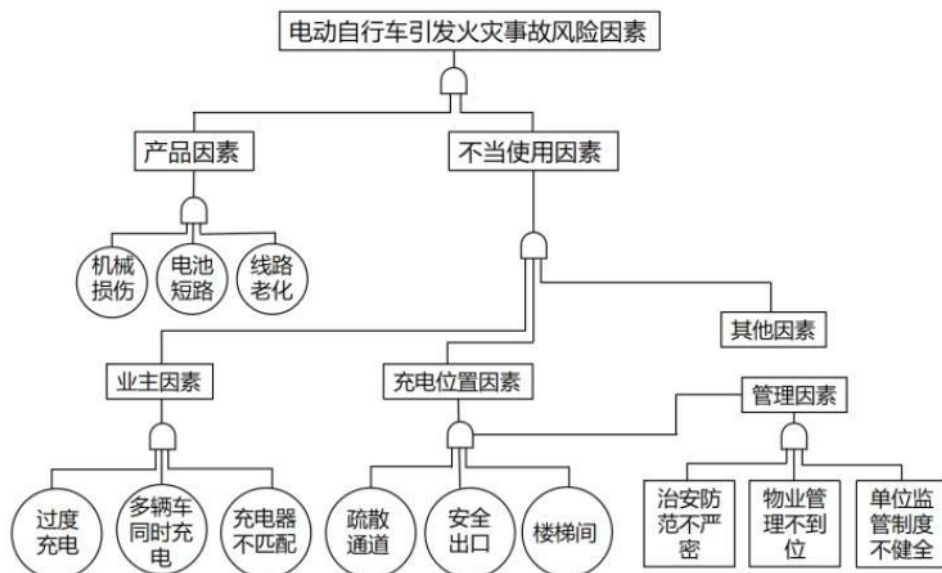 电动自行车引发火灾事故风险因素
产品因素
不当使用因素
机械
损伤
电池
短路
线路
老化
其他因素
业主因素
充电位置因素
管理因素
过度
充电
多辆车
同时充
电
充电器
不匹配
疏散
通道
安全
出口
楼梯间
治安防
范不严
密
物业管
理不到
位
单位监
管制度
不健全